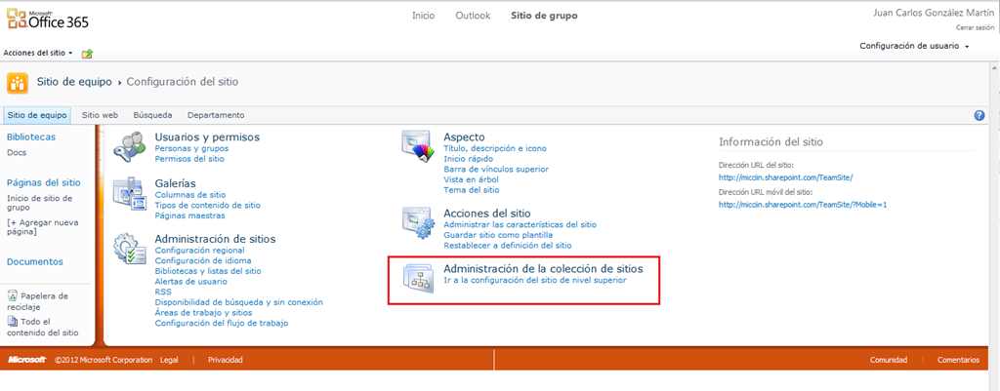 Microsoft®
Office 365
Inicio
Outlook
Sitio de grupo
Juan Carlos González Martín
Cerrar sesión
Acciones del sitio
Configuración de usuario
Sitio de equipo
Configuración del sitio
Sitio de equipo
Sitio web
Búsqueda
Departamento
Bibliotecas
Docs
Páginas del sitio
Inicio de sitio de
grupo
[+ Agregar nueva
página]
Documentos
Papelera de
reciclaje
Todo el
contenido del sitio
Usuarios y permisos
Personas y grupos
Permisos del sitio
Galerías
Columnas de sitio
Tipos de contenido de sitio
Páginas maestras
Administración de sitios
Configuración regional
Configuración de idioma
Bibliotecas y listas del sitio
Alertas de usuario
RSS
Disponibilidad de búsqueda y sin conexión
Áreas de trabajo y sitios
Configuración del flujo de trabajo
Aspecto
Título, descripción e icono
Inicio rápido
Barra de vínculos superior
Vista en árbol
Tema del sitio
Acciones del sitio
Administrar las características del sitio
Guardar sitio como plantilla
Restablecer a definición del sitio
Administración de la colección de sitios
Ir a la configuración del sitio de nivel superior
Información del sitio
Dirección URL del sitio:
http://miccin.sharepoint.com/TeamSite/
Dirección URL móvil del sitio:
http://miccin.sharepoint.com/TeamSite/?Mobile=1
Microsoft ©2012 Microsoft Corporation Legal | Privacidad
Comunidad | Comentarios